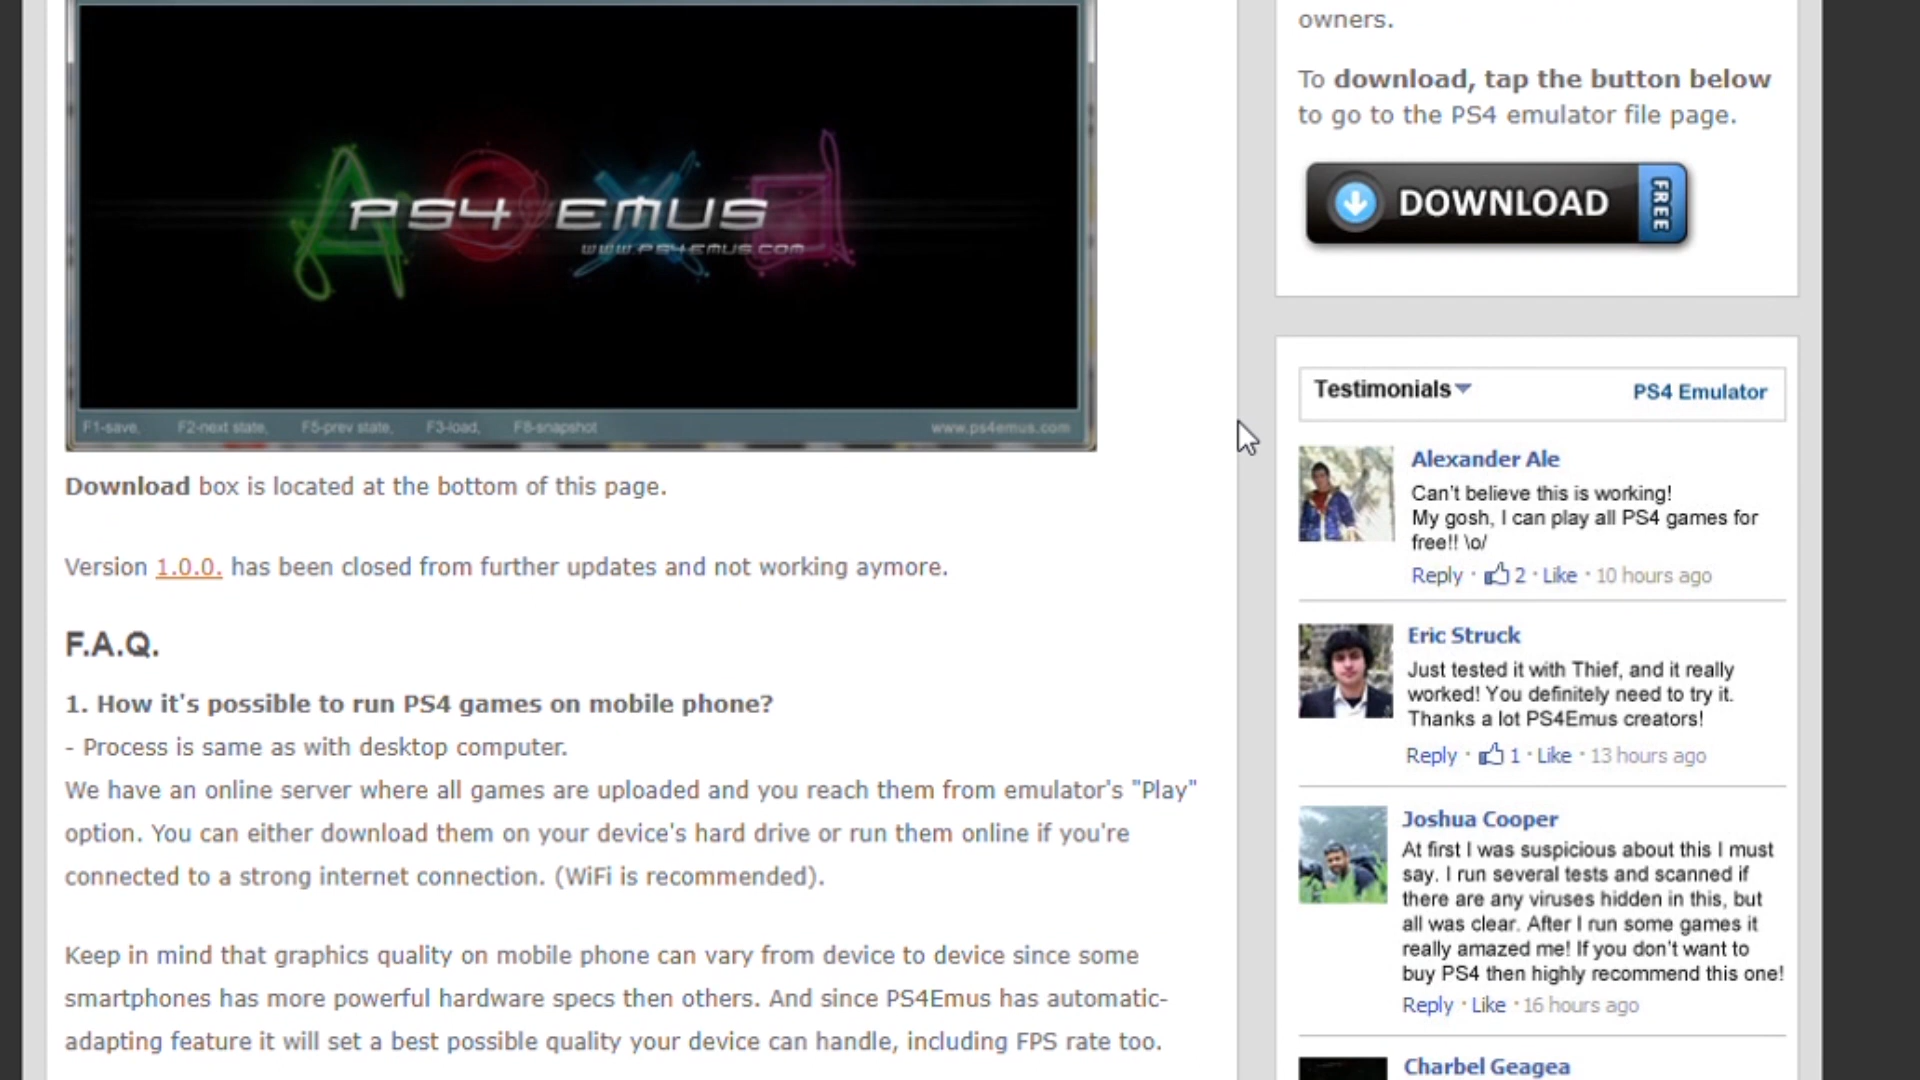 PS4 EMUS
www.ps4emus.com
F1-save, F2-next state, F5-prev state, F3-load, F8-snapshot www.ps4emus.com
Download box is located at the bottom of this page.
Version 1.0.0. has been closed from further updates and not working aymore.
F.A.Q.
1. How it's possible to run PS4 games on mobile phone?
- Process is same as with desktop computer.
We have an online server where all games are uploaded and you reach them from emulator's "Play"
option. You can either download them on your device's hard drive or run them online if you're
connected to a strong internet connection. (WiFi is recommended).
Keep in mind that graphics quality on mobile phone can vary from device to device since some
smartphones has more powerful hardware specs then others. And since PS4Emus has automatic-
adapting feature it will set a best possible quality your device can handle, including FPS rate too.
owners.
To download, tap the button below
to go to the PS4 emulator file page.
DOWNLOAD FREE
Testimonials PS4 Emulator
Alexander Ale
Can't believe this is working!
My gosh, I can play all PS4 games for
free!! \o/
Reply · 2 · Like · 10 hours ago
Eric Struck
Just tested it with Thief, and it really
worked! You definitely need to try it.
Thanks a lot PS4Emus creators!
Reply · 1 · Like · 13 hours ago
Joshua Cooper
At first I was suspicious about this I must
say. I run several tests and scanned if
there are any viruses hidden in this, but
all was clear. After I run some games it
really amazed me! If you don't want to
buy PS4 then highly recommend this one!
Reply · Like · 16 hours ago
Charbel Geagea